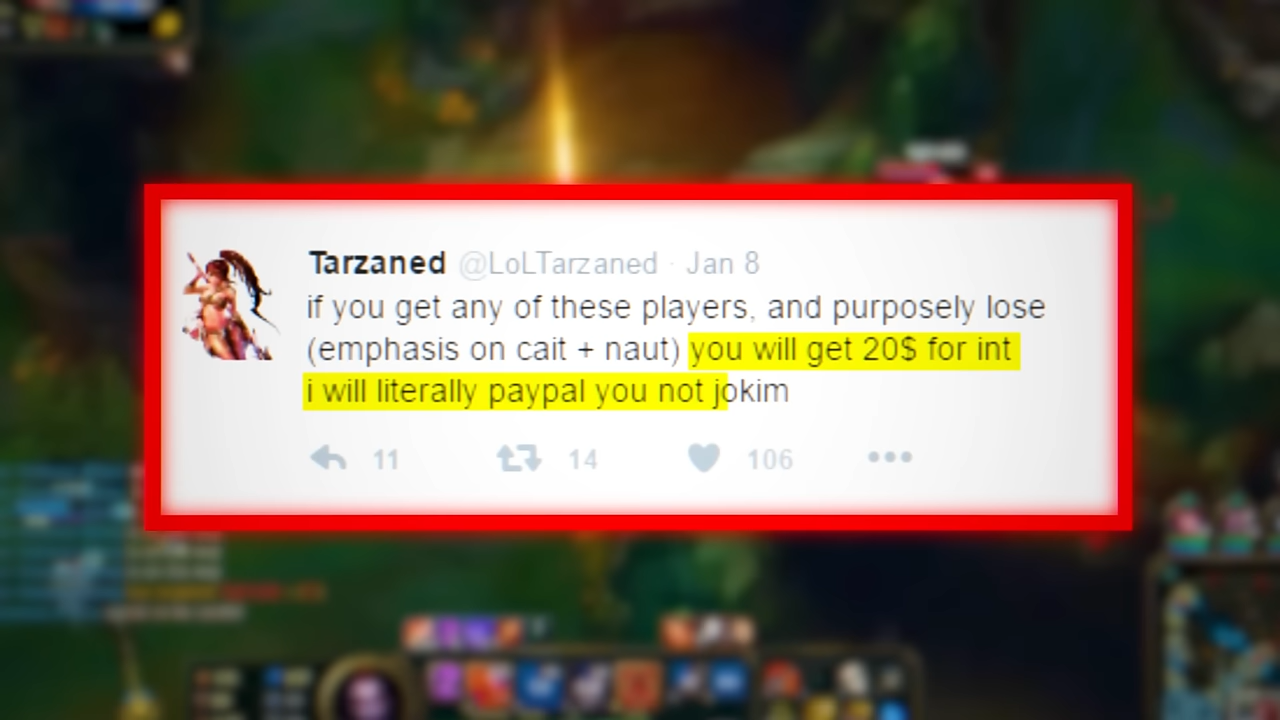 Tarzaned @LoLTarzaned · Jan 8
if you get any of these players, and purposely lose
(emphasis on cait + naut) you will get 20$ for int
i will literally paypal you not jokim
11 14 106